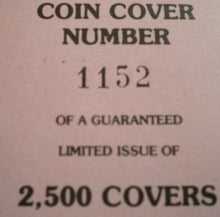 COIN COVER
NUMBER
1152
OF A GUARANTEED
LIMITED ISSUE OF
2,500 COVERS